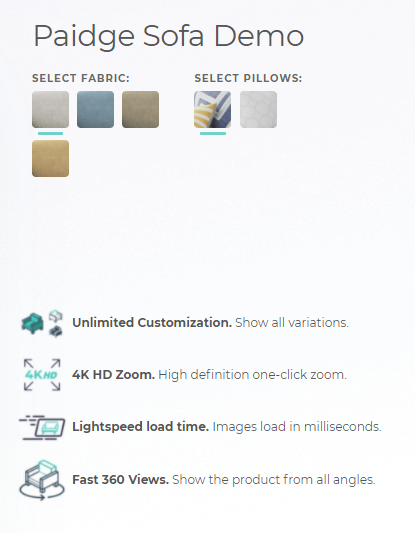 Paidge Sofa Demo
SELECT FABRIC: SELECT PILLOWS:
Unlimited Customization. Show all variations.
4K HD
4K HD Zoom. High definition one-click zoom.
Lightspeed load time. Images load in milliseconds.
Fast 360 Views. Show the product from all angles.